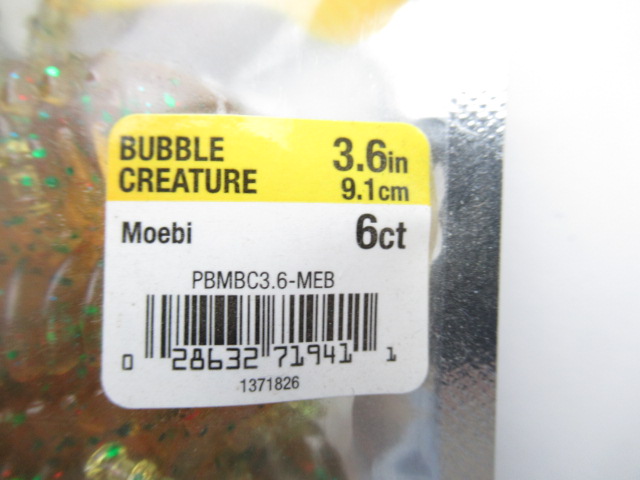 BUBBLE
CREATURE
3.6in
9.1cm
Moebi
6ct
PBMBC3.6-MEB
0 28632 71941 1
1371826